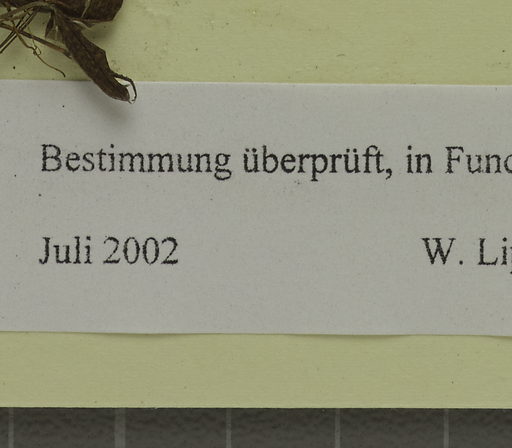 Bestimmung überprüft, in
Juli 2002 W.